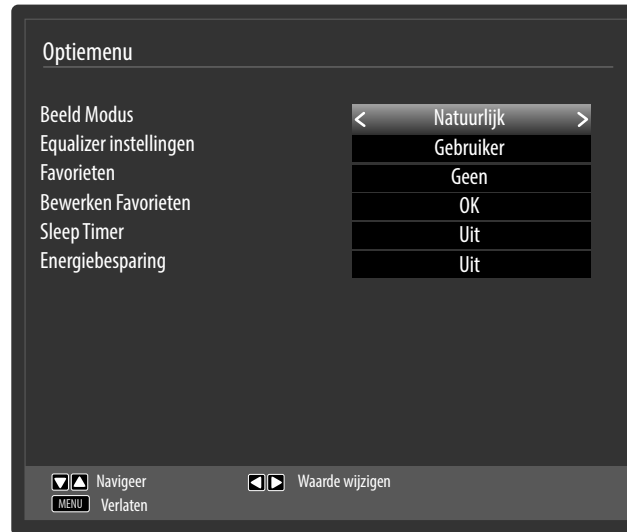 Optiemenu
Beeld Modus < Natuurlijk >
Equalizer instellingen Gebruiker
Favorieten Geen
Bewerken Favorieten OK
Sleep Timer Uit
Energiebesparing Uit
Navigeer Waarde wijzigen
MENU Verlaten